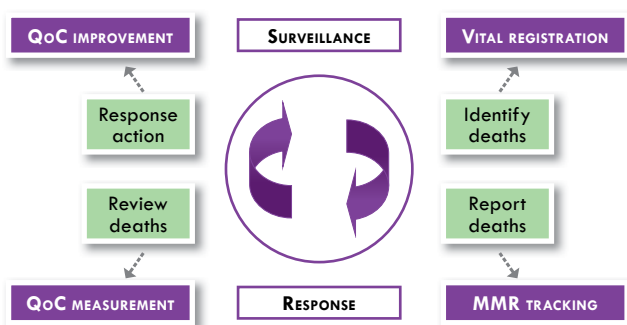 QoC IMPROVEMENT
SURVEILLANCE
VITAL REGISTRATION
Response
action
Identify
deaths
Review
deaths
Report
deaths
QoC MEASUREMENT
RESPONSE
MMR TRACKING